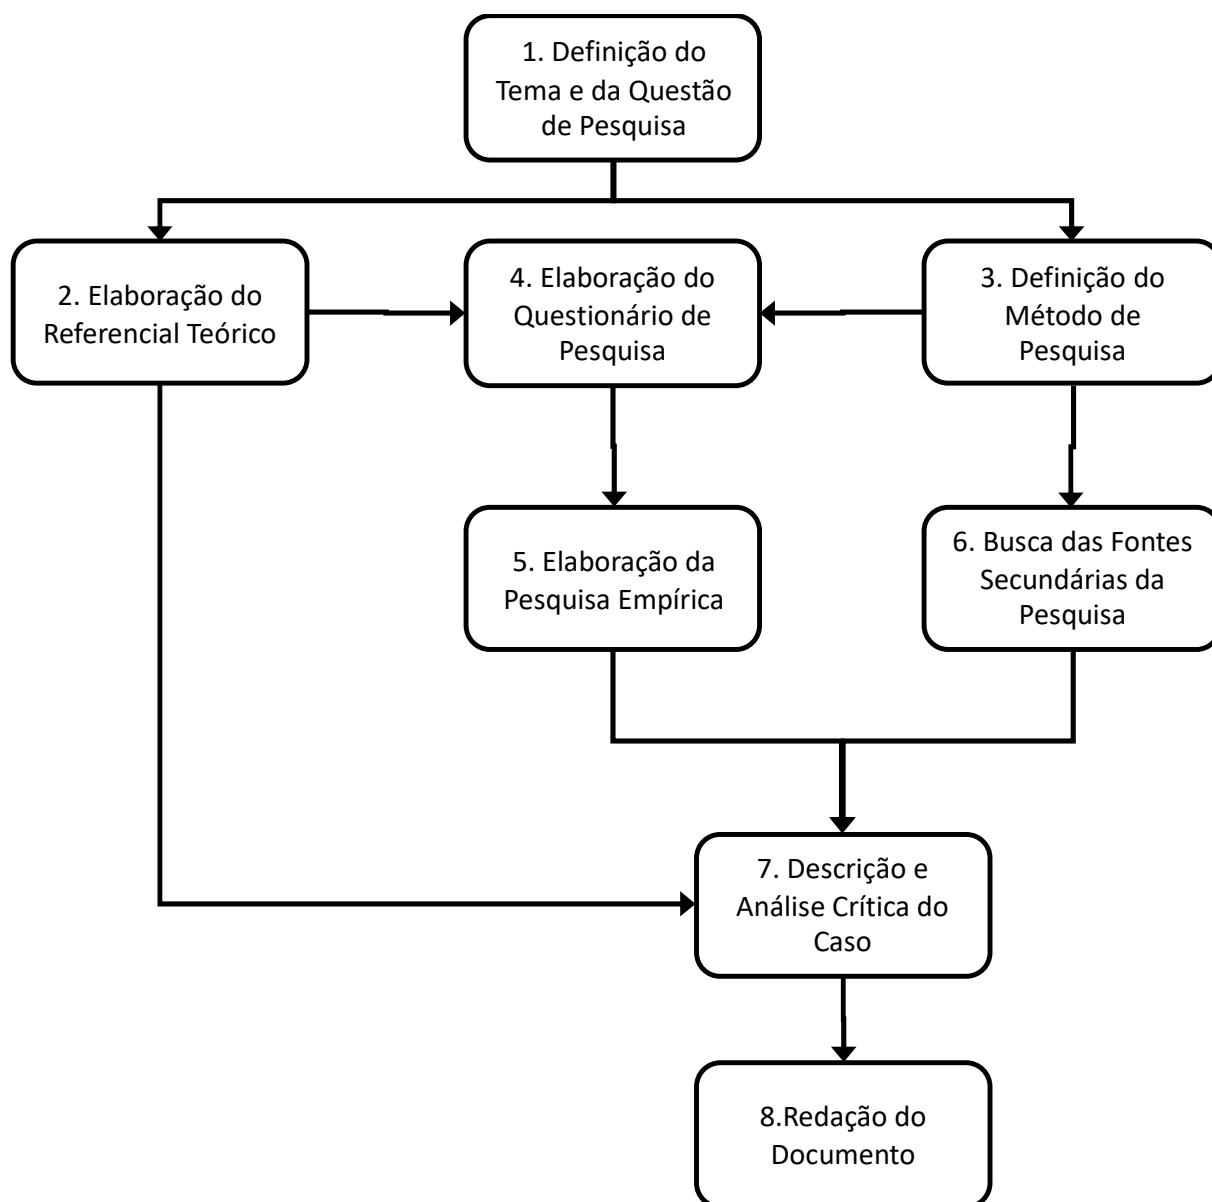 1. Definição do
Tema e da Questão
de Pesquisa
2. Elaboração do
Referencial Teórico
4. Elaboração do
Questionário de
Pesquisa
3. Definição do
Método de
Pesquisa
5. Elaboração da
Pesquisa Empírica
6. Busca das Fontes
Secundárias da
Pesquisa
7. Descrição e
Análise Crítica do
Caso
8.Redação do
Documento